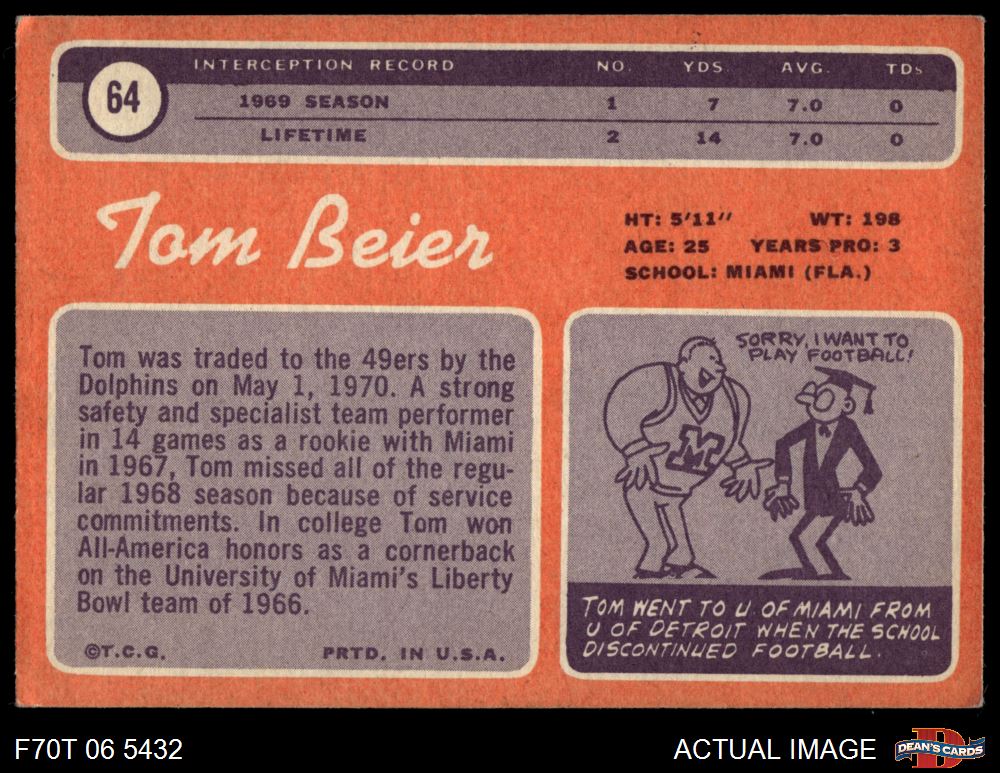 64
INTERCEPTION RECORD NO. YDS. AVG. TDs
1969 SEASON 1 7 7.0 0
LIFETIME 2 14 7.0 0
Tom Beier
HT: 5'11" WT: 198
AGE: 25 YEARS PRO: 3
SCHOOL: MIAMI (FLA.)
Tom was traded to the 49ers by the
Dolphins on May 1, 1970. A strong
safety and specialist team performer
in 14 games as a rookie with Miami
in 1967, Tom missed all of the regu-
lar 1968 season because of service
commitments. In college Tom won
All-America honors as a cornerback
on the University of Miami's Liberty
Bowl team of 1966.
©T.C.G. PRTD. IN U.S.A.
SORRY, I WANT TO
PLAY FOOTBALL!
M
TOM WENT TO U. OF MIAMI FROM
U OF DETROIT WHEN THE SCHOOL
DISCONTINUED FOOTBALL.
F70T 06 5432 ACTUAL IMAGE
D
DEAN'S CARDS